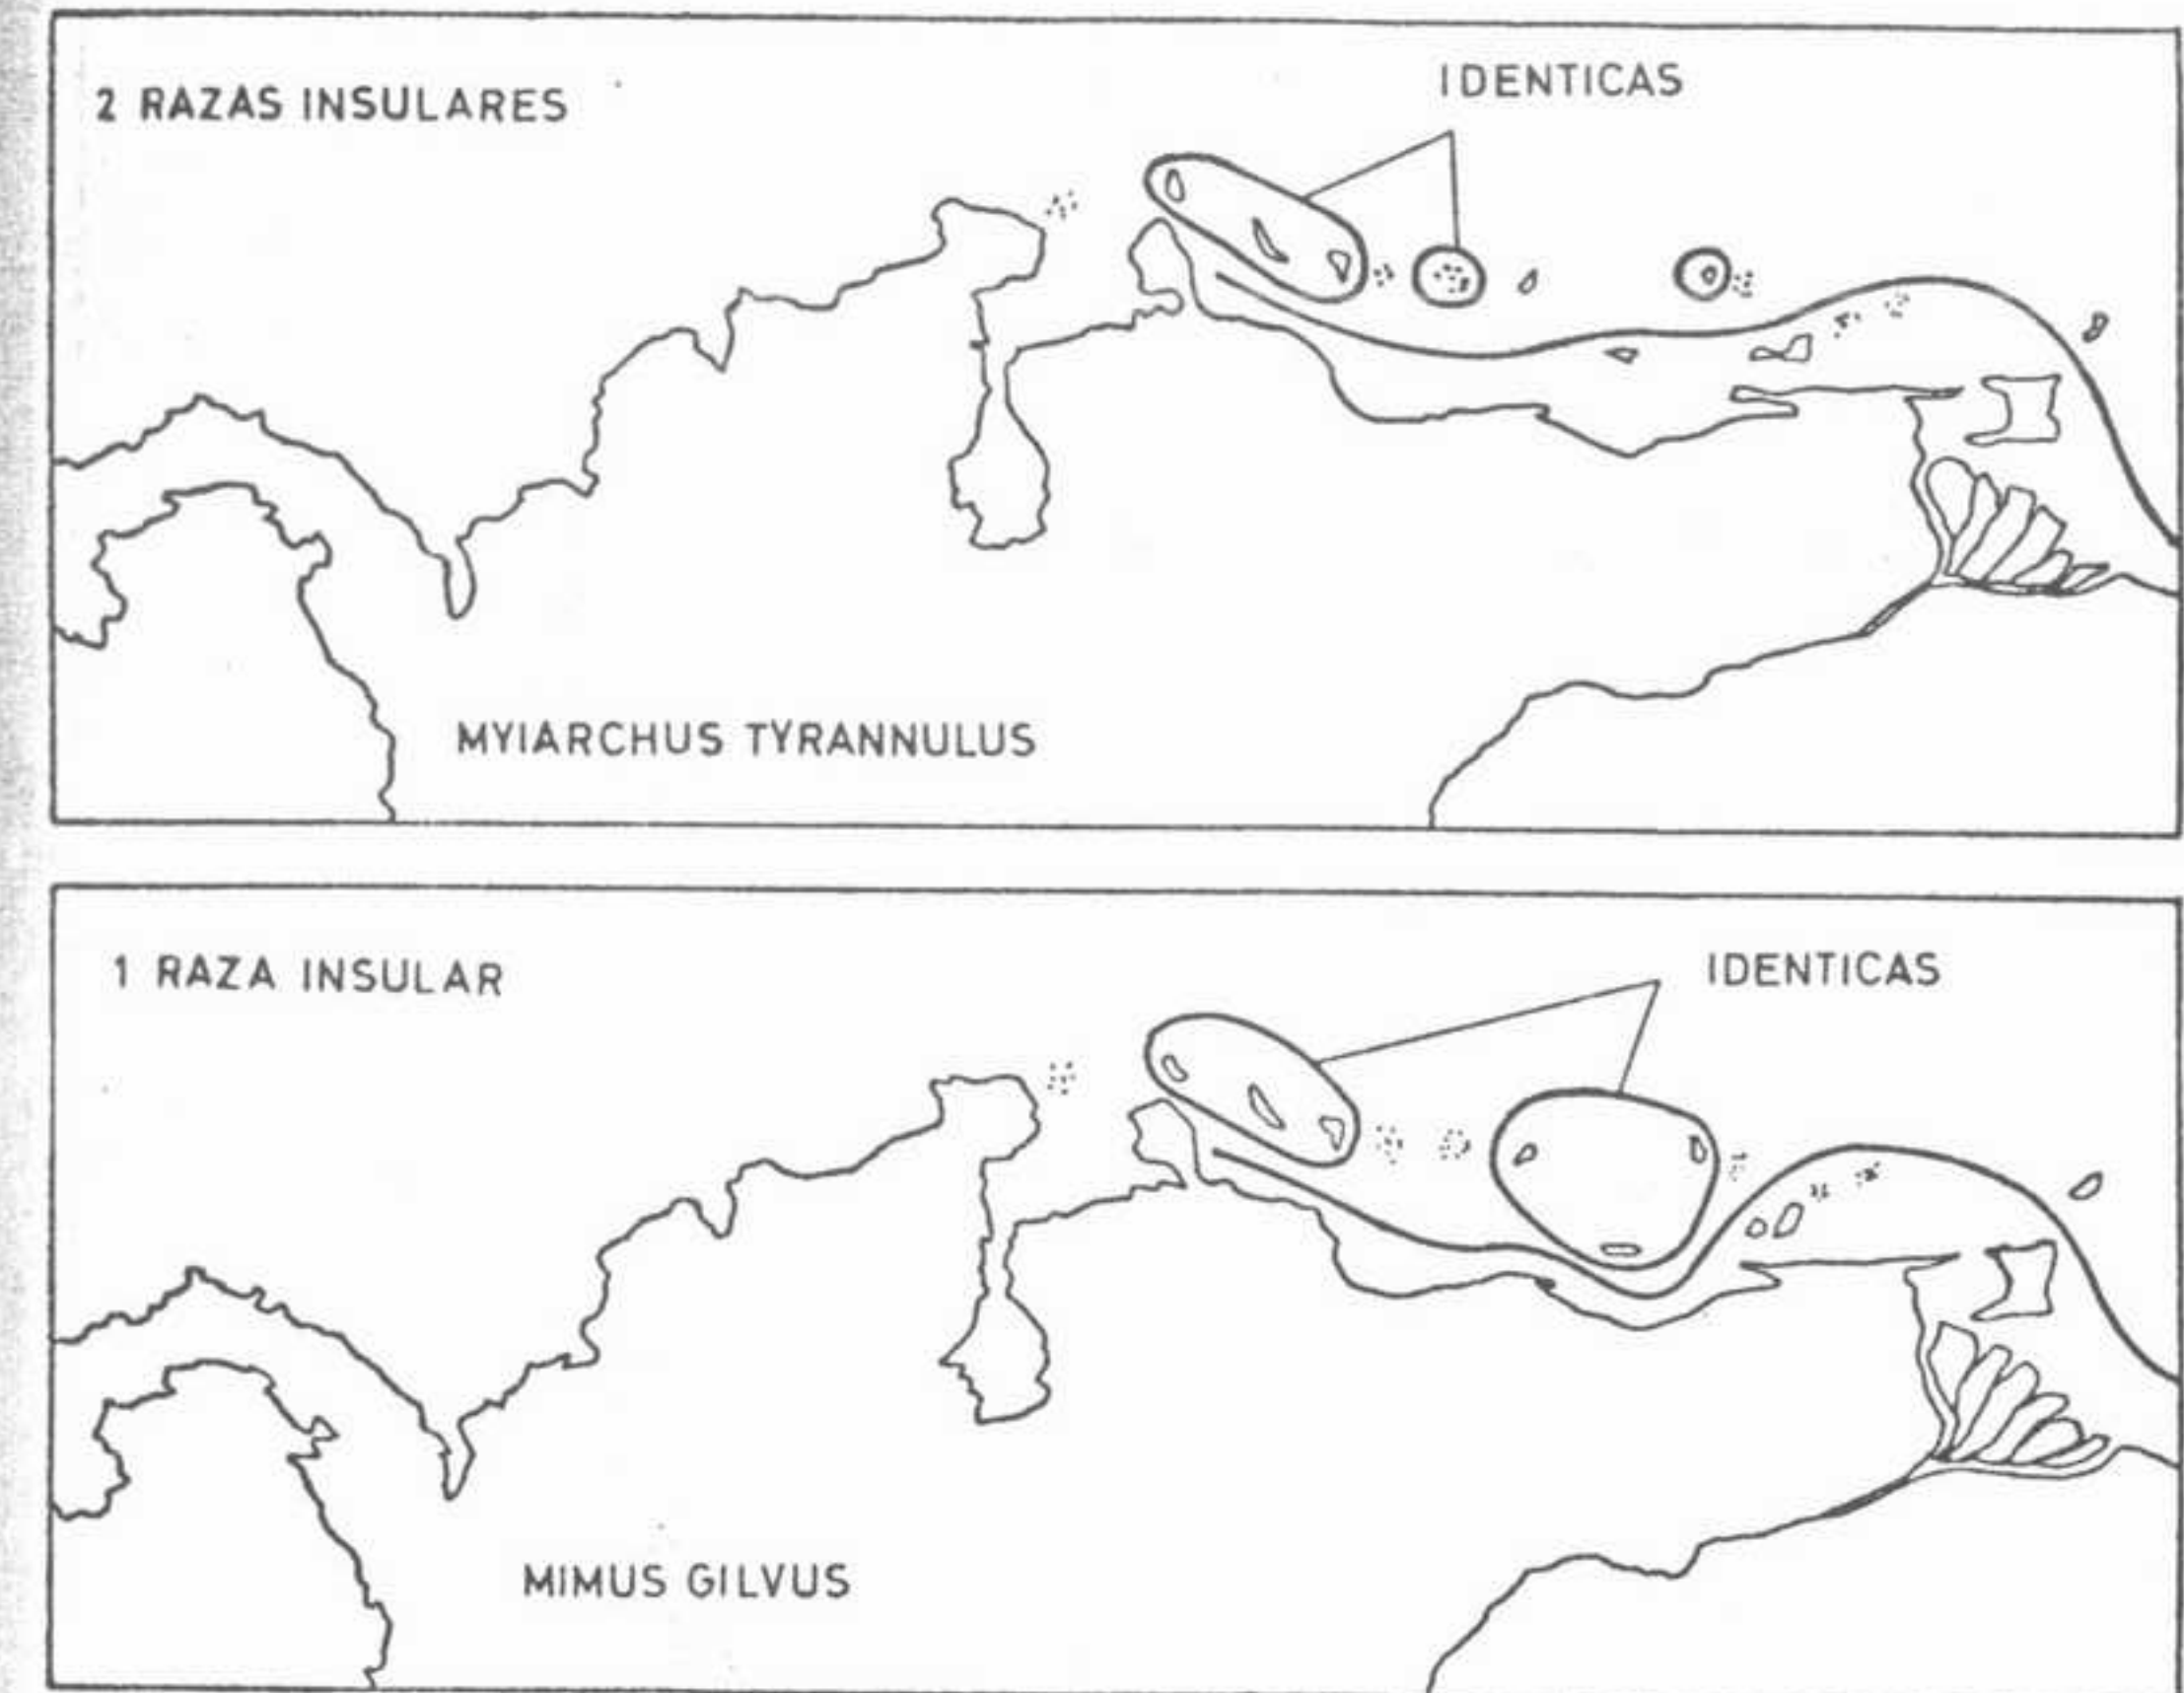 2 RAZAS INSULARES
IDENTICAS
MYIARCHUS TYRANNULUS
1 RAZA INSULAR
IDENTICAS
MIMUS GILVUS